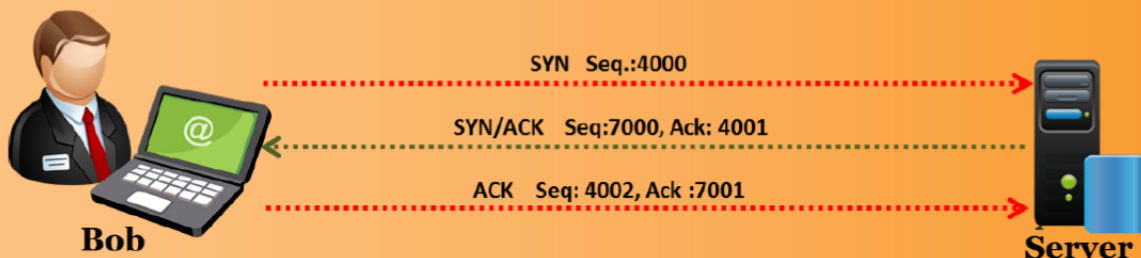 SYN Seq.:4000
SYN/ACK Seq:7000, Ack: 4001
ACK Seq: 4002, Ack :7001
@
Bob
Server